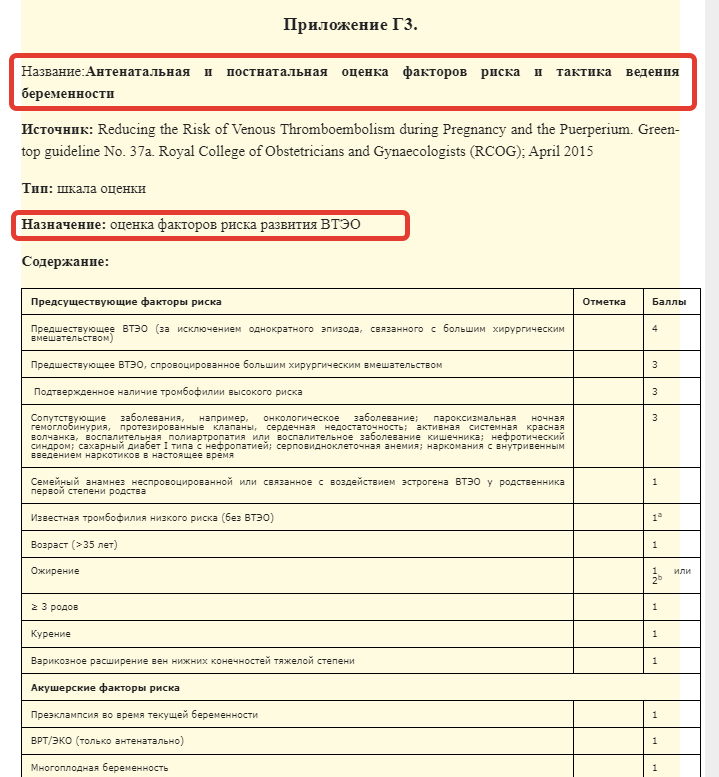 Приложение Г3.
Название:Антенатальная и постнатальная оценка факторов риска и тактика ведения
беременности
Источник: Reducing the Risk of Venous Thromboembolism during Pregnancy and the Puerperium. Green-
top guideline No. 37a. Royal College of Obstetricians and Gynaecologists (RCOG); April 2015
Тип: шкала оценки
Назначение: оценка факторов риска развития ВТЭО
Содержание:
Предсуществующие факторы риска Отметка Баллы
Предшествующее ВТЭО (за исключением однократного эпизода, связанного с большим хирургическим 4
вмешательством)
Предшествующее ВТЭО, спровоцированное большим хирургическим вмешательством 3
Подтвержденное наличие тромбофилии высокого риска 3
Сопутствующие заболевания, например, онкологическое заболевание; пароксизмальная ночная 3
гемоглобинурия, протезированные клапаны, сердечная недостаточность; активная системная красная
волчанка, воспалительная полиартропатия или воспалительное заболевание кишечника; нефротический
синдром; сахарный диабет I типа с нефропатией; серповидноклеточная анемия; наркомания с внутривенным
введением наркотиков в настоящее время
Семейный анамнез неспровоцированной или связанное с воздействием эстрогена ВТЭО у родственника 1
первой степени родства
Известная тромбофилия низкого риска (без ВТЭО) 1a
Возраст (>35 лет) 1
Ожирение 1 или
2b
≥ 3 родов 1
Курение 1
Варикозное расширение вен нижних конечностей тяжелой степени 1
Акушерские факторы риска
Преэклампсия во время текущей беременности 1
ВРТ/ЭКО (только антенатально) 1
Многоплодная беременность 1